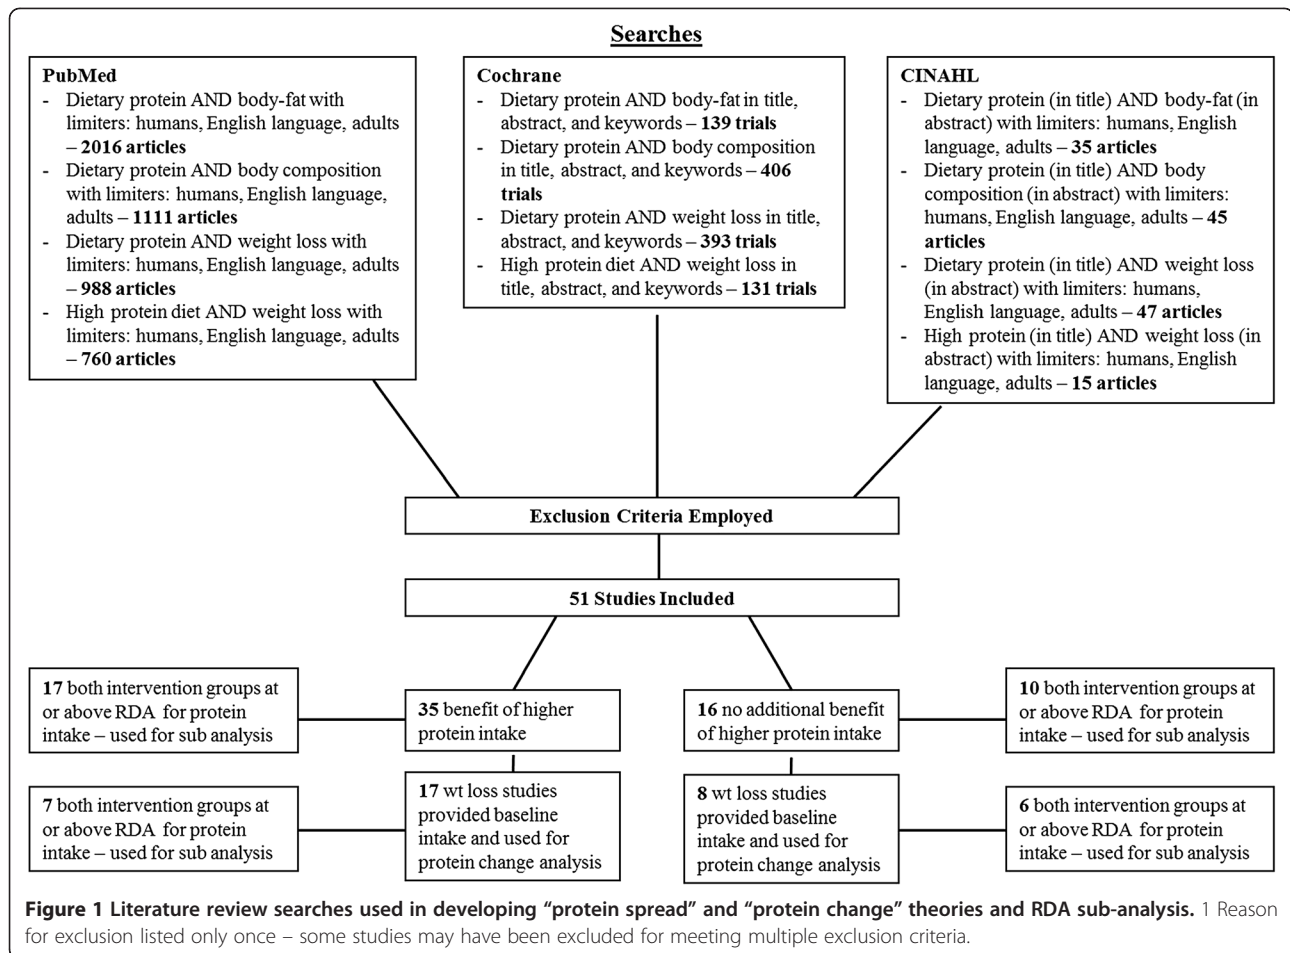 Searches
PubMed
- Dietary protein AND body-fat with
limiters: humans, English language, adults
– 2016 articles
- Dietary protein AND body composition
with limiters: humans, English language,
adults – 1111 articles
- Dietary protein AND weight loss with
limiters: humans, English language, adults
– 988 articles
- High protein diet AND weight loss with
limiters: humans, English language, adults
– 760 articles
Cochrane
- Dietary protein AND body-fat in title,
abstract, and keywords – 139 trials
- Dietary protein AND body composition
in title, abstract, and keywords – 406
trials
- Dietary protein AND weight loss in title,
abstract, and keywords – 393 trials
- High protein diet AND weight loss in
title, abstract, and keywords – 131 trials
CINAHL
- Dietary protein (in title) AND body-fat (in
abstract) with limiters: humans, English
language, adults – 35 articles
- Dietary protein (in title) AND body
composition (in abstract) with limiters:
humans, English language, adults – 45
articles
- Dietary protein (in title) AND weight loss
(in abstract) with limiters: humans,
English language, adults – 47 articles
- High protein (in title) AND weight loss (in
abstract) with limiters: humans, English
language, adults – 15 articles
Exclusion Criteria Employed
51 Studies Included
17 both intervention groups at
or above RDA for protein
intake – used for sub analysis
35 benefit of higher
protein intake
16 no additional benefit
of higher protein intake
10 both intervention groups at
or above RDA for protein
intake – used for sub analysis
7 both intervention groups at
or above RDA for protein
intake – used for sub analysis
17 wt loss studies
provided baseline
intake and used for
protein change analysis
8 wt loss studies
provided baseline
intake and used for
protein change analysis
6 both intervention groups at
or above RDA for protein
intake – used for sub analysis
Figure 1 Literature review searches used in developing “protein spread” and “protein change” theories and RDA sub-analysis. 1 Reason
for exclusion listed only once – some studies may have been excluded for meeting multiple exclusion criteria.